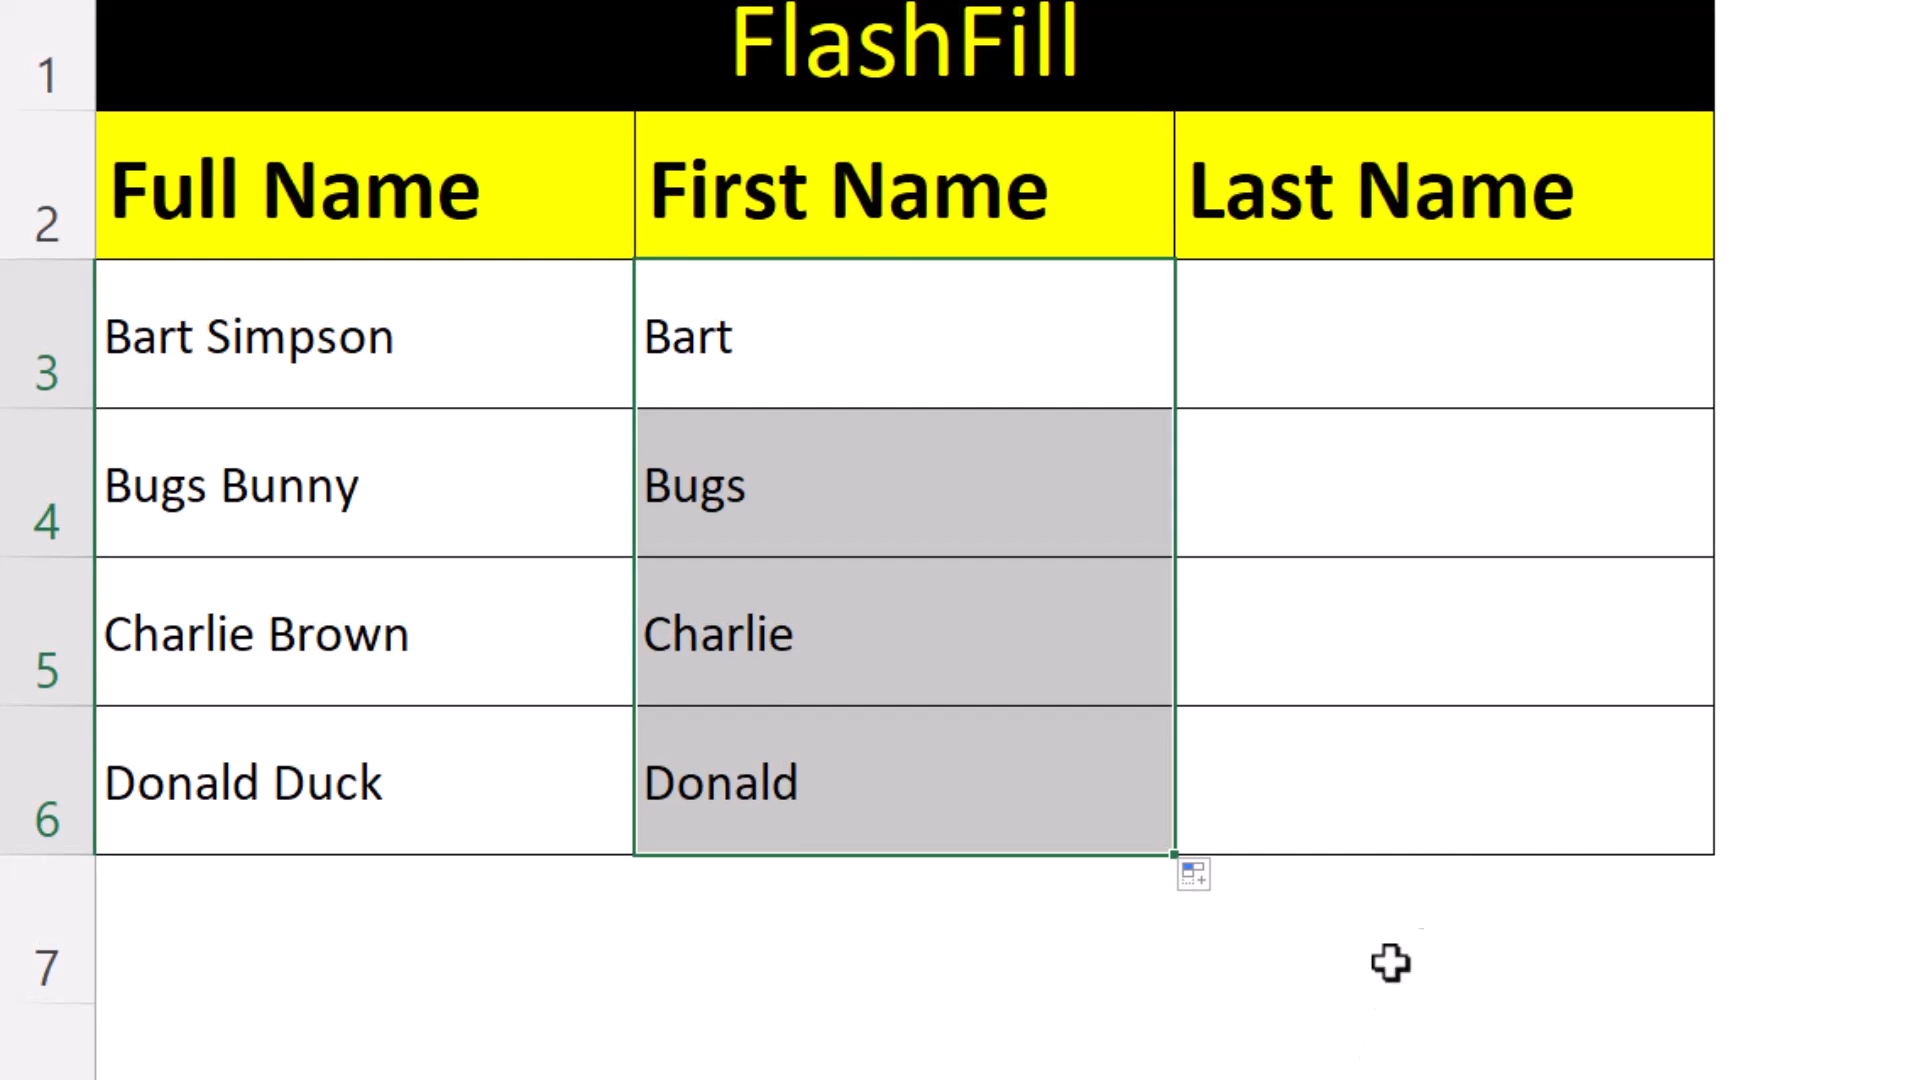 1 FlashFill
2 Full Name First Name Last Name
3 Bart Simpson Bart
4 Bugs Bunny Bugs
5 Charlie Brown Charlie
6 Donald Duck Donald
7